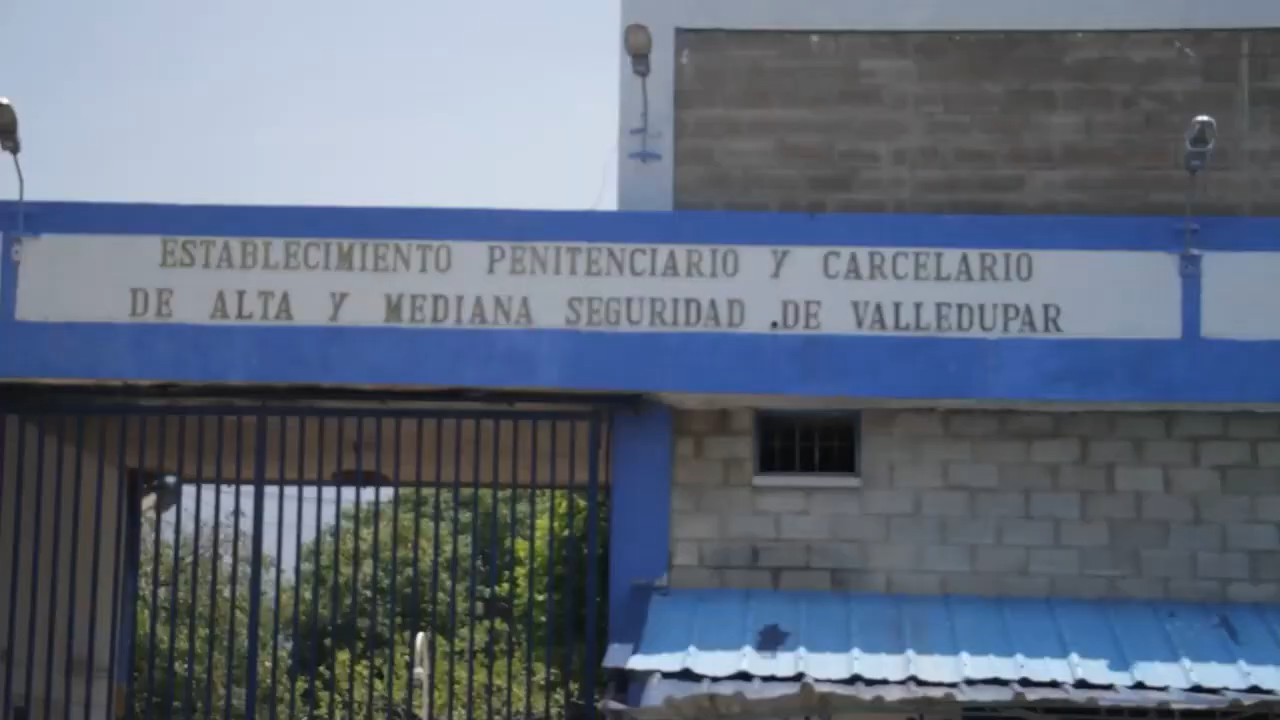 ESTABLECIMIENTO PENITENCIARIO Y CARCELARIO
DE ALTA Y MEDIANA SEGURIDAD .DE VALLEDUPAR